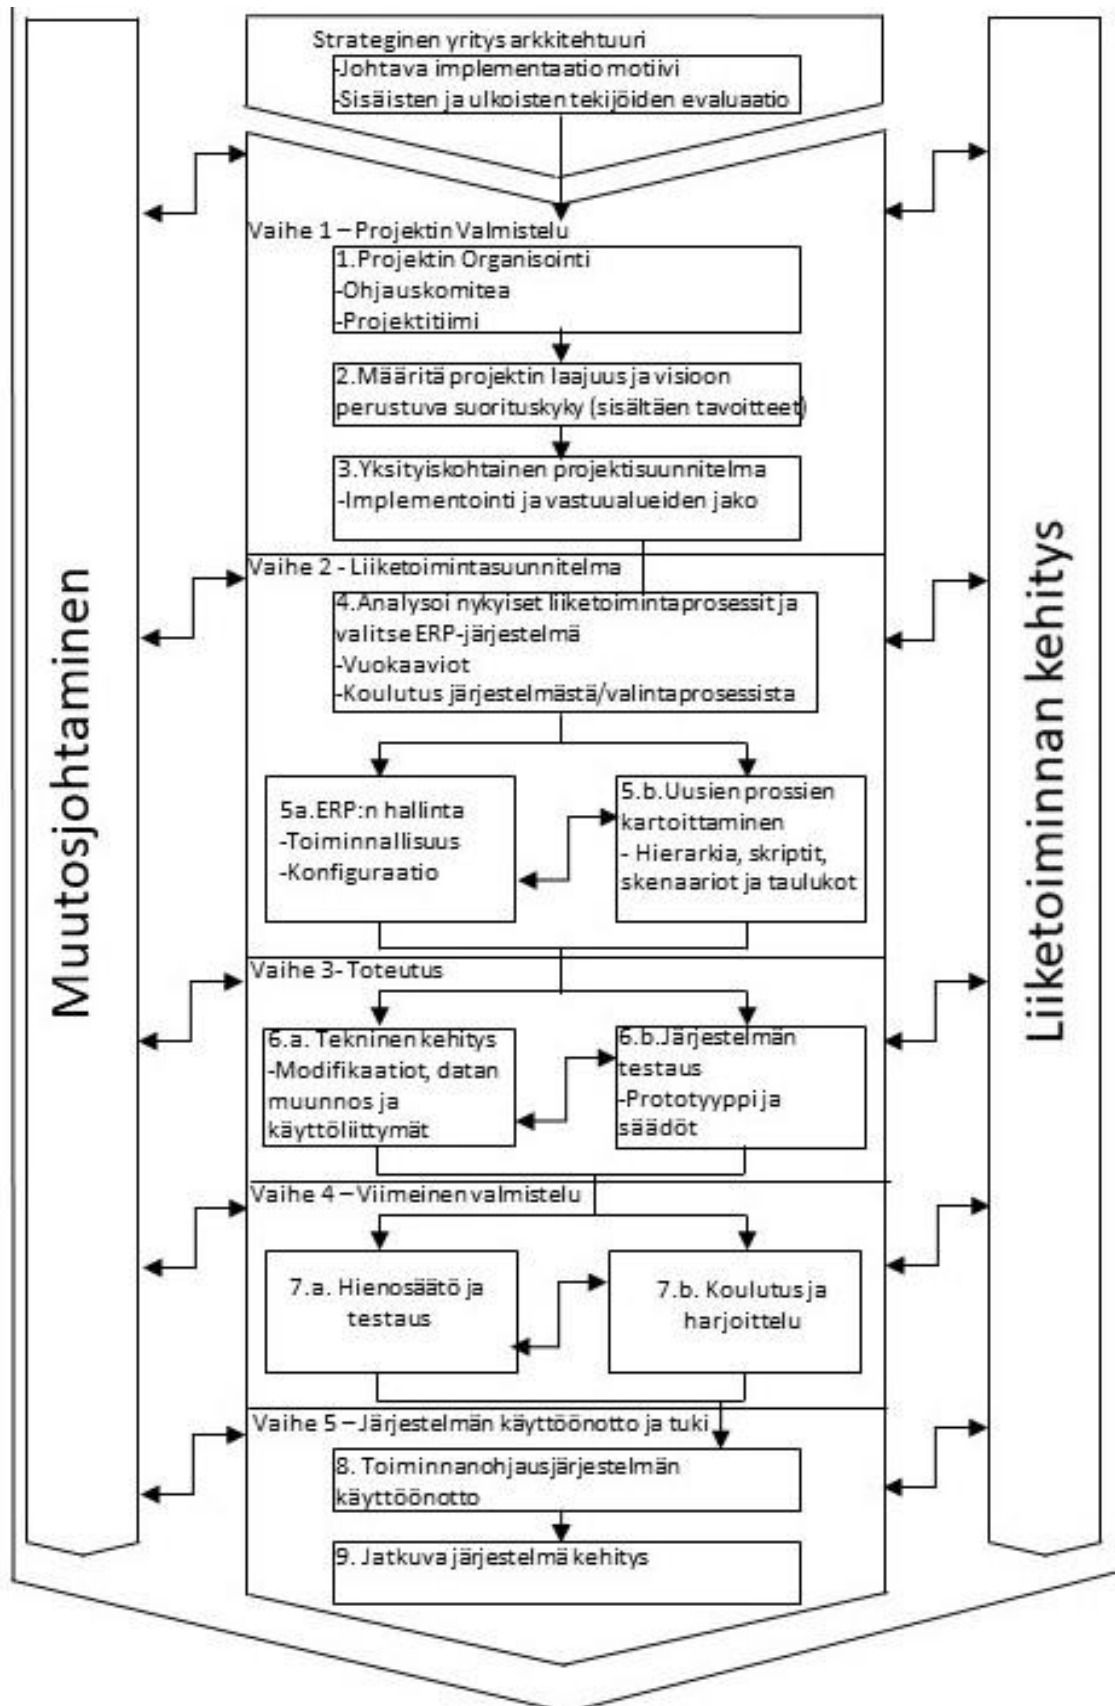 Strateginen yritys arkkitehtuuri
-Johtava implementaatio motiivi
-Sisäisten ja ulkoisten tekijöiden evaluaatio
Vaihe 1 – Projektin Valmistelu
1.Projektin Organisointi
-Ohjauskomitea
-Projektitiimi
2.Määritä projektin laajuus ja visioon
perustuva suorituskyky (sisältäen tavoitteet)
3.Yksityiskohtainen projektisuunnitelma
-Implementointi ja vastuualueiden jako
Vaihe 2 - Liiketoimintasuunnitelma
4.Analysoi nykyiset liiketoimintaprosessit ja
valitse ERP-järjestelmä
-Vuokaaviot
-Koulutus järjestelmästä/valintaprosessista
5a.ERP:n hallinta
-Toiminnallisuus
-Konfiguraatio
5.b.Uusien prossien
kartoittaminen
- Hierarkia, skriptit,
skenaariot ja taulukot
Vaihe 3- Toteutus
6.a. Tekninen kehitys
-Modifikaatiot, datan
muunnos ja
käyttöliittymät
6.b.Järjestelmän
testaus
-Prototyyppi ja
säädöt
Vaihe 4 – Viimeinen valmistelu
7.a. Hienosäätö ja
testaus
7.b. Koulutus ja
harjoittelu
Vaihe 5 – Järjestelmän käyttöönotto ja tuki
8. Toiminnanohjausjärjestelmän
käyttöönotto
9. Jatkuva järjestelmä kehitys
Muutosjohtaminen
Liiketoiminnan kehitys